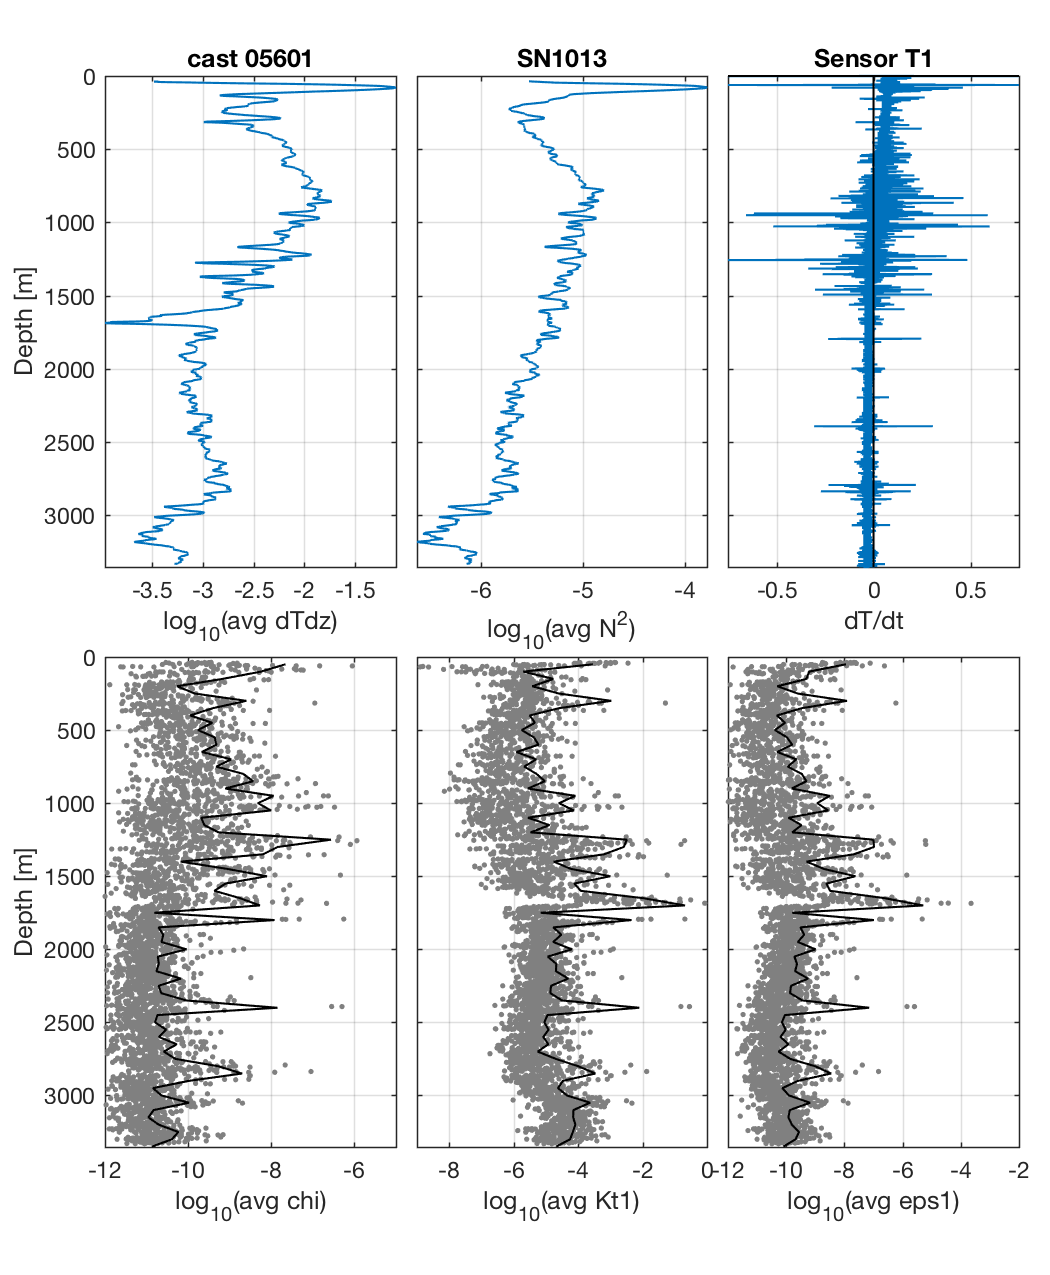 cast 05601
SN1013
Sensor T1
0
500
1000
1500
2000
2500
3000
Depth [m]
-3.5 -3 -2.5 -2 -1.5
-6 -5 -4
-0.5 0 0.5
log10(avg dTdz)
log10(avg N2)
dT/dt
0
500
1000
1500
2000
2500
3000
Depth [m]
-12 -10 -8 -6
-8 -6 -4 -2 0
-12 -10 -8 -6 -4 -2
log10(avg chi)
log10(avg Kt1)
log10(avg eps1)